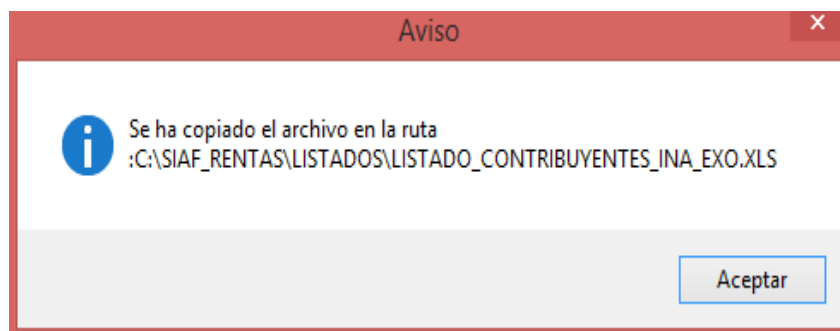 Aviso
x
Se ha copiado el archivo en la ruta
:C:\SIAF_RENTAS\LISTADOS\LISTADO_CONTRIBUYENTES_INA_EXO.XLS
Aceptar